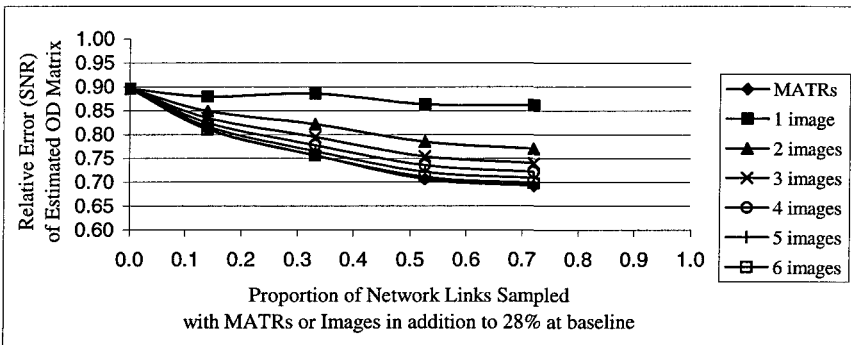 Relative Error (SNR)
of Estimated OD Matrix
1.00
0.95
0.90
0.85
0.80
0.75
0.70
0.65
0.60
0.0 0.1 0.2 0.3 0.4 0.5 0.6 0.7 0.8 0.9 1.0
Proportion of Network Links Sampled
with MATRs or Images in addition to 28% at baseline
MATRs
1 image
2 images
3 images
4 images
5 images
6 images